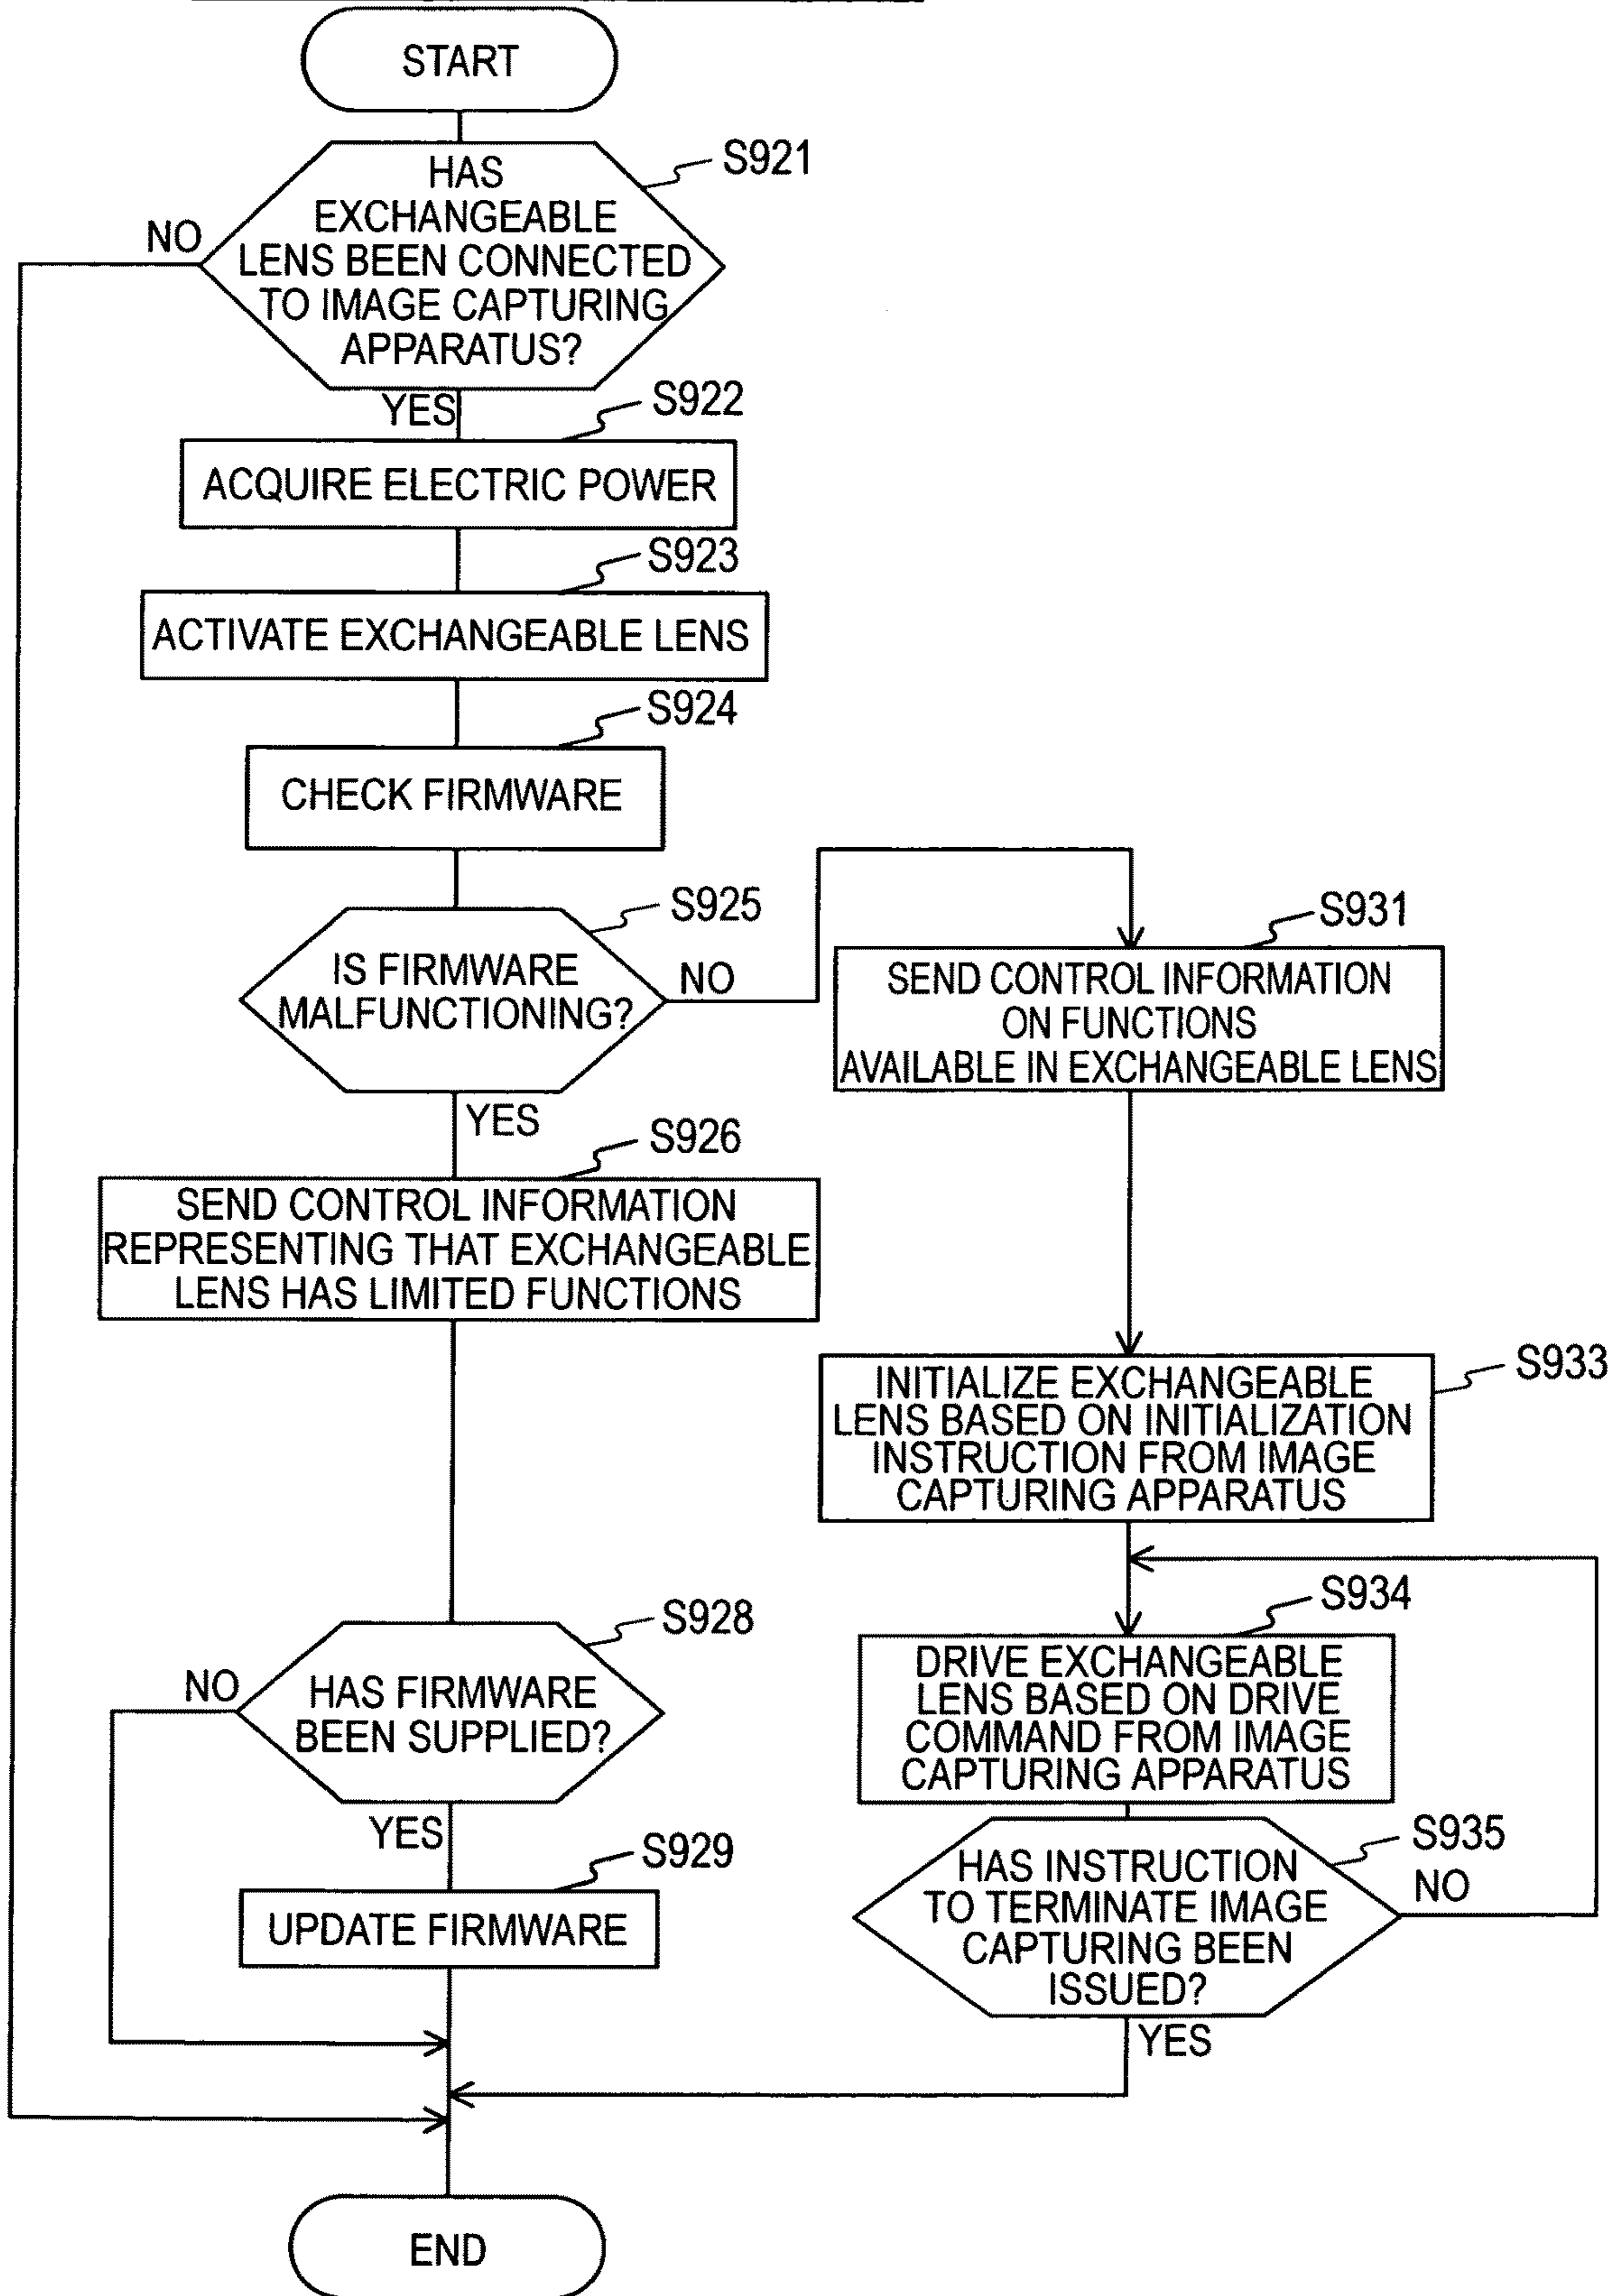 START
S921
HAS
EXCHANGEABLE
LENS BEEN CONNECTED
TO IMAGE CAPTURING
APPARATUS?
NO
YES
S922
ACQUIRE ELECTRIC POWER
S923
ACTIVATE EXCHANGEABLE LENS
S924
CHECK FIRMWARE
S925
IS FIRMWARE
MALFUNCTIONING?
NO
YES
S931
SEND CONTROL INFORMATION
ON FUNCTIONS
AVAILABLE IN EXCHANGEABLE LENS
S926
SEND CONTROL INFORMATION
REPRESENTING THAT EXCHANGEABLE
LENS HAS LIMITED FUNCTIONS
S933
INITIALIZE EXCHANGEABLE
LENS BASED ON INITIALIZATION
INSTRUCTION FROM IMAGE
CAPTURING APPARATUS
S928
HAS FIRMWARE
BEEN SUPPLIED?
NO
YES
S934
DRIVE EXCHANGEABLE
LENS BASED ON DRIVE
COMMAND FROM IMAGE
CAPTURING APPARATUS
S929
UPDATE FIRMWARE
S935
HAS INSTRUCTION
TO TERMINATE IMAGE
CAPTURING BEEN
ISSUED?
NO
YES
END